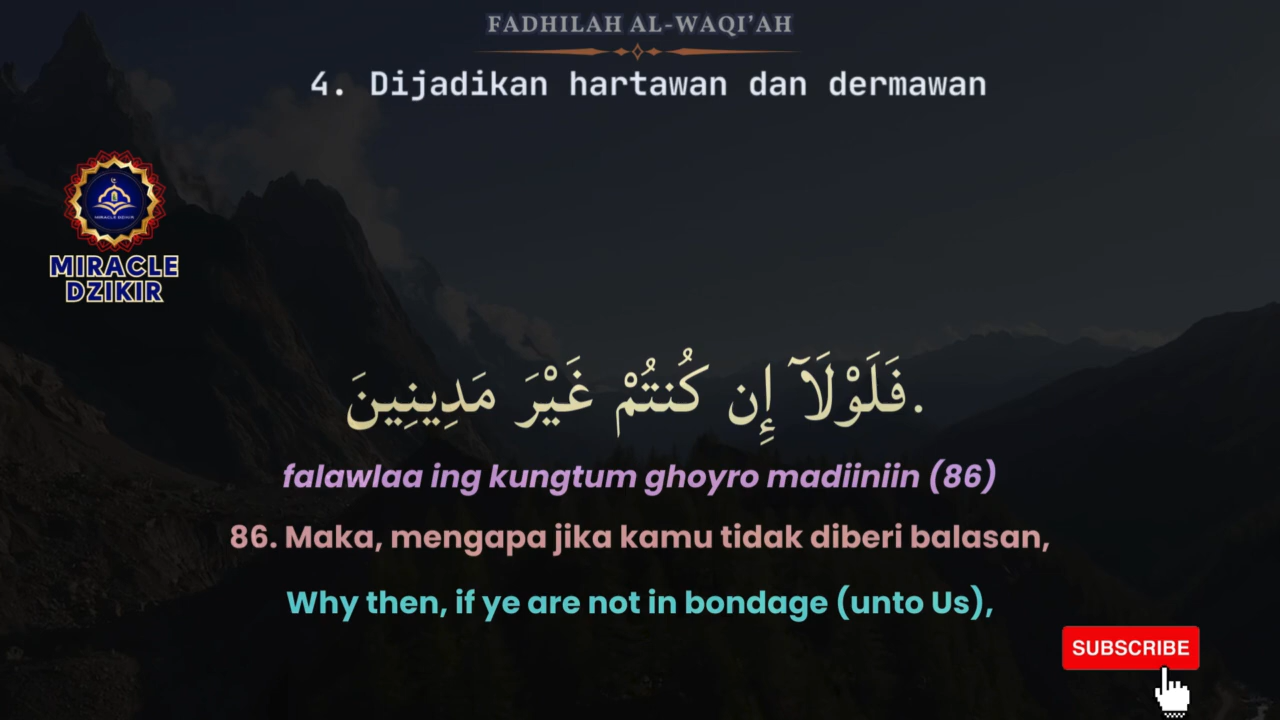 FADHILAH AL-WAQI'AH
4. Dijadikan hartawan dan dermawan
MIRACLE DZIKIR
MIRACLE
DZIKIR
فَلَوْلَآ إِن كُنتُمْ غَيْرَ مَدِينِينَ.
falawlaa ing kungtum ghoyro madiiniin (86)
86. Maka, mengapa jika kamu tidak diberi balasan,
Why then, if ye are not in bondage (unto Us),
SUBSCRIBE